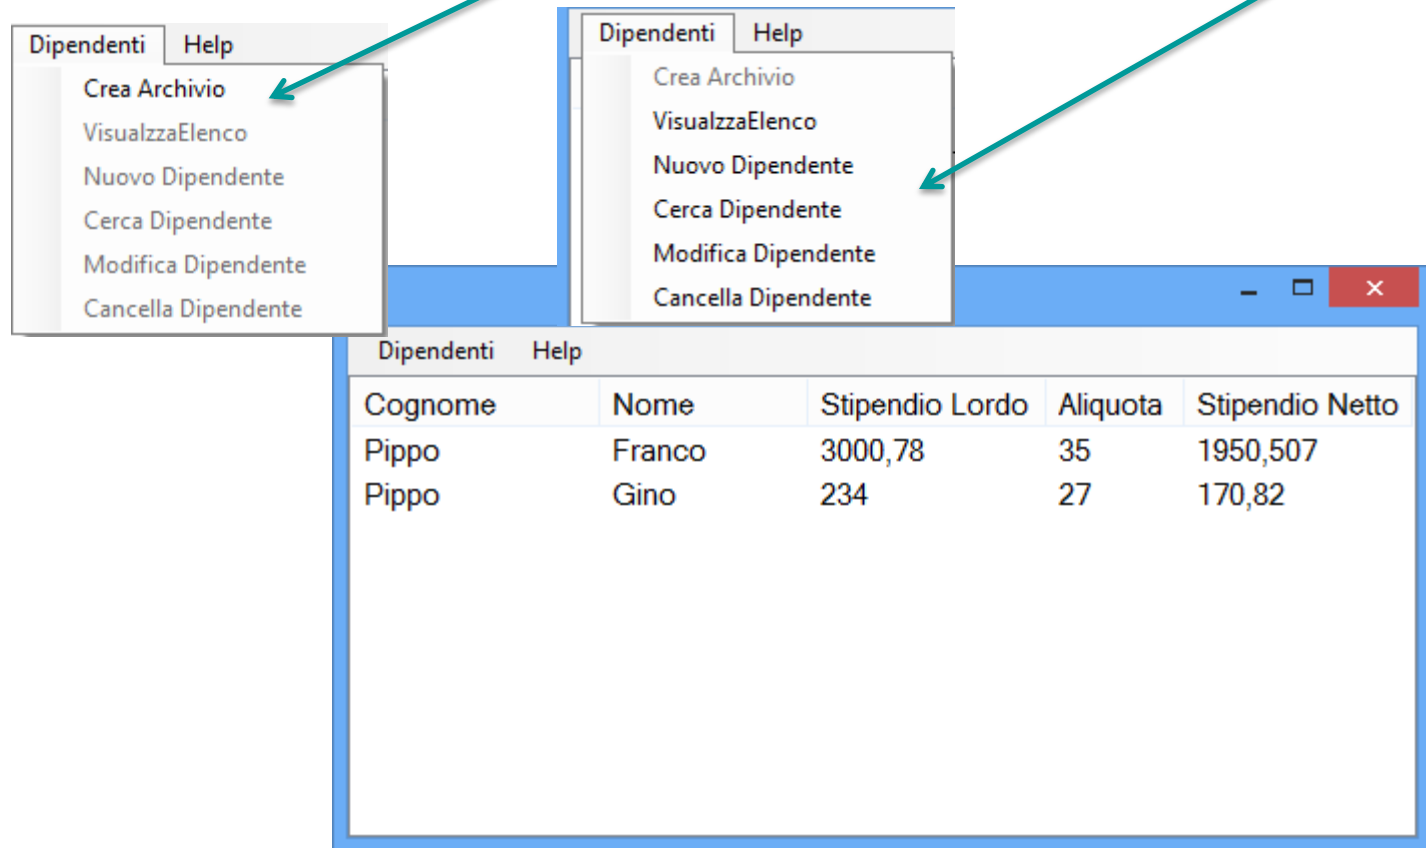 Dipendenti Help
Crea Archivio
VisualzzaElenco
Nuovo Dipendente
Cerca Dipendente
Modifica Dipendente
Cancella Dipendente
Dipendenti Help
Crea Archivio
VisualzzaElenco
Nuovo Dipendente
Cerca Dipendente
Modifica Dipendente
Cancella Dipendente
Dipendenti Help
Cognome Nome Stipendio Lordo Aliquota Stipendio Netto
Pippo Franco 3000,78 35 1950,507
Pippo Gino 234 27 170,82